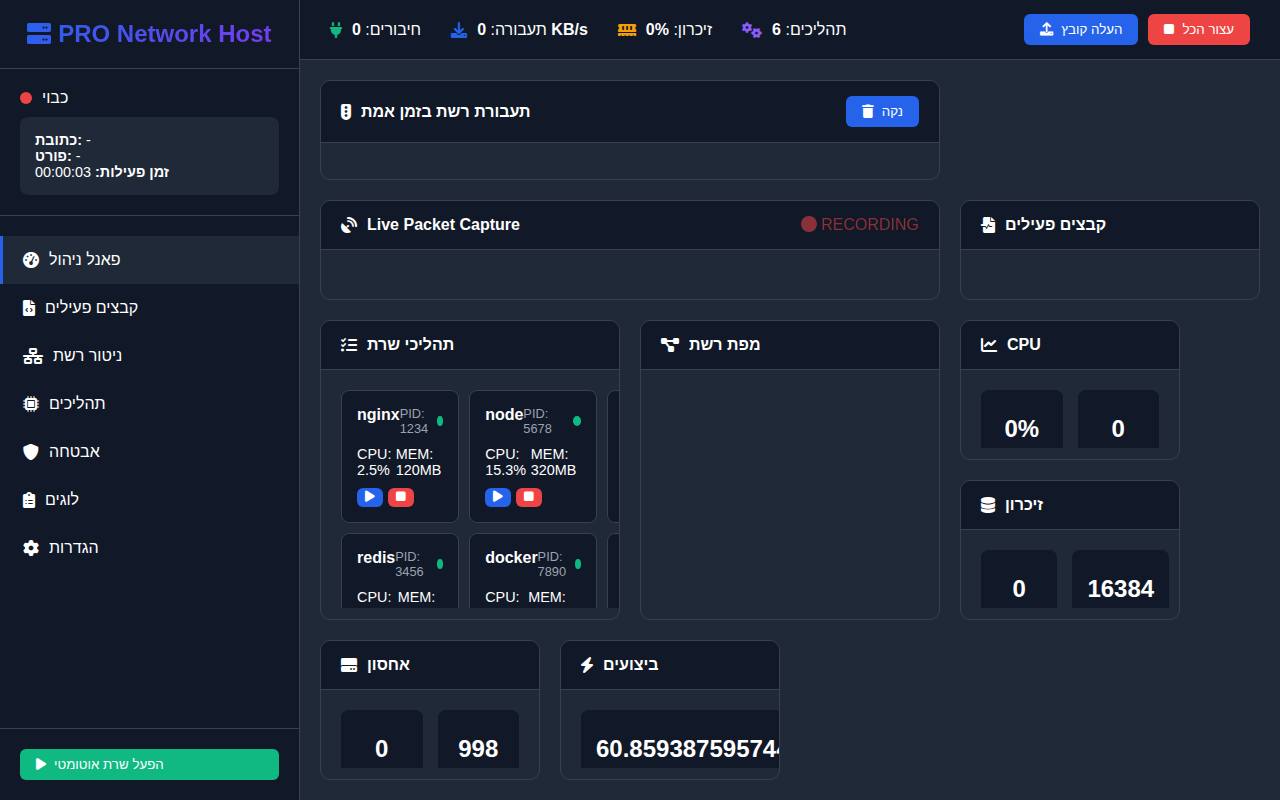 PRO Network Host
חיבורים: 0
תעבורה: 0 KB/s
זיכרון: 0%
תהליכים: 6
העלה קובץ
עצור הכל
כבוי
כתובת: -
פורט: -
זמן פעילות: 00:00:03
פאנל ניהול
קבצים פעילים
ניטור רשת
תהליכים
אבטחה
לוגים
הגדרות
הפעל שרת אוטומטי
תעבורת רשת בזמן אמת
נקה
Live Packet Capture
RECORDING
קבצים פעילים
תהליכי שרת
nginx
PID: 1234
CPU: 2.5%
MEM: 120MB
node
PID: 5678
CPU: 15.3%
MEM: 320MB
redis
PID: 3456
CPU:
MEM:
docker
PID: 7890
CPU:
MEM:
מפת רשת
CPU
0%
0
זיכרון
0
16384
אחסון
0
998
ביצועים
60.85938759574